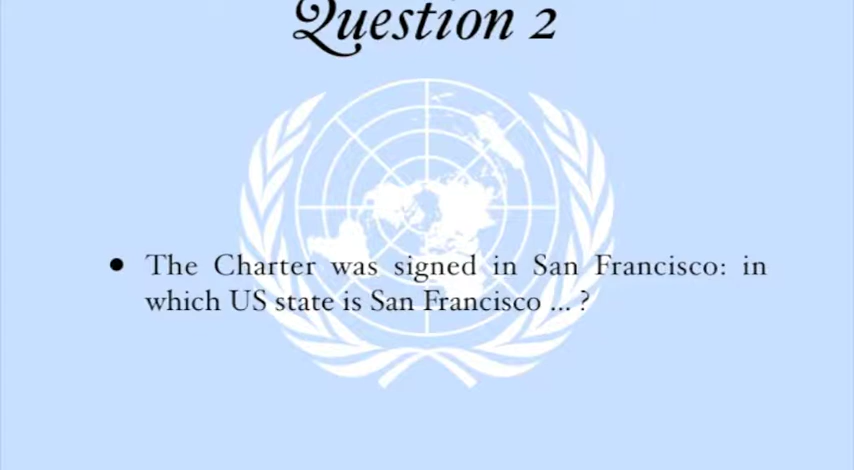 Question 2
• The Charter was signed in San Francisco: in
which US state is San Francisco ... ?